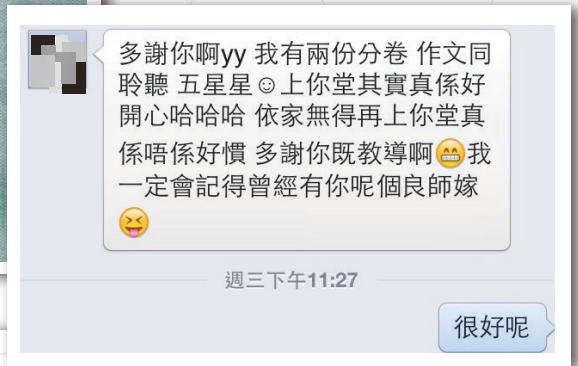 多謝你啊yy 我有兩份分卷 作文同
聆聽 五星星☺上你堂其實真係好
開心哈哈哈 依家無得再上你堂真
係唔係好慣 多謝你既教導啊😁我
一定會記得曾經有你呢個良師嫁
😝
週三下午11:27
很好呢